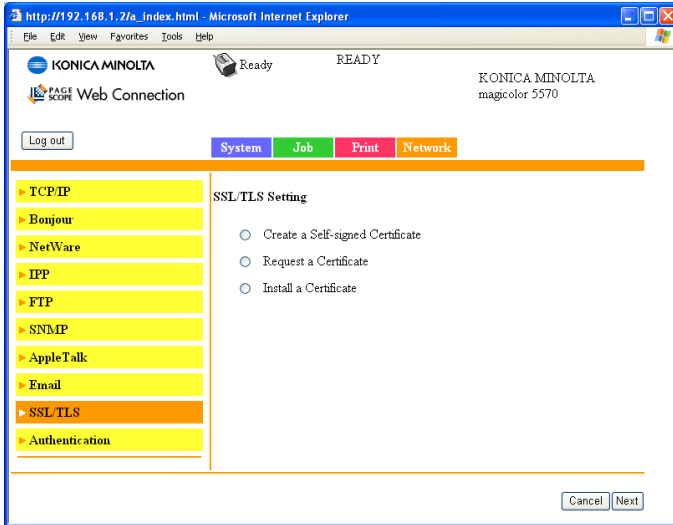 http://192.168.1.2/a_index.html - Microsoft Internet Explorer
File Edit View Favorites Tools Help
KONICA MINOLTA
Ready
READY
KONICA MINOLTA
magicolor 5570
PAGE SCOPE Web Connection
Log out
System Job Print Network
TCP/IP
Bonjour
NetWare
IPP
FTP
SNMP
AppleTalk
Email
SSL/TLS
Authentication
SSL/TLS Setting
Create a Self-signed Certificate
Request a Certificate
Install a Certificate
Cancel Next